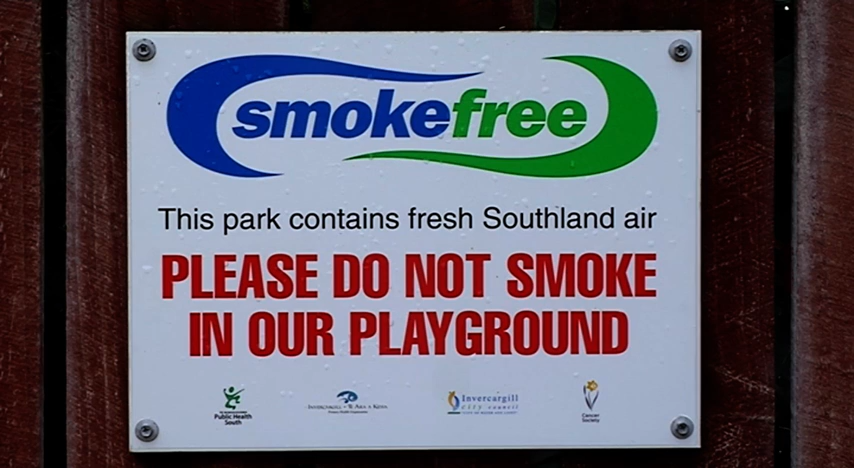 smokefree
This park contains fresh Southland air
PLEASE DO NOT SMOKE
IN OUR PLAYGROUND
Public Health
South
Invercargill
city council
Cancer
Society